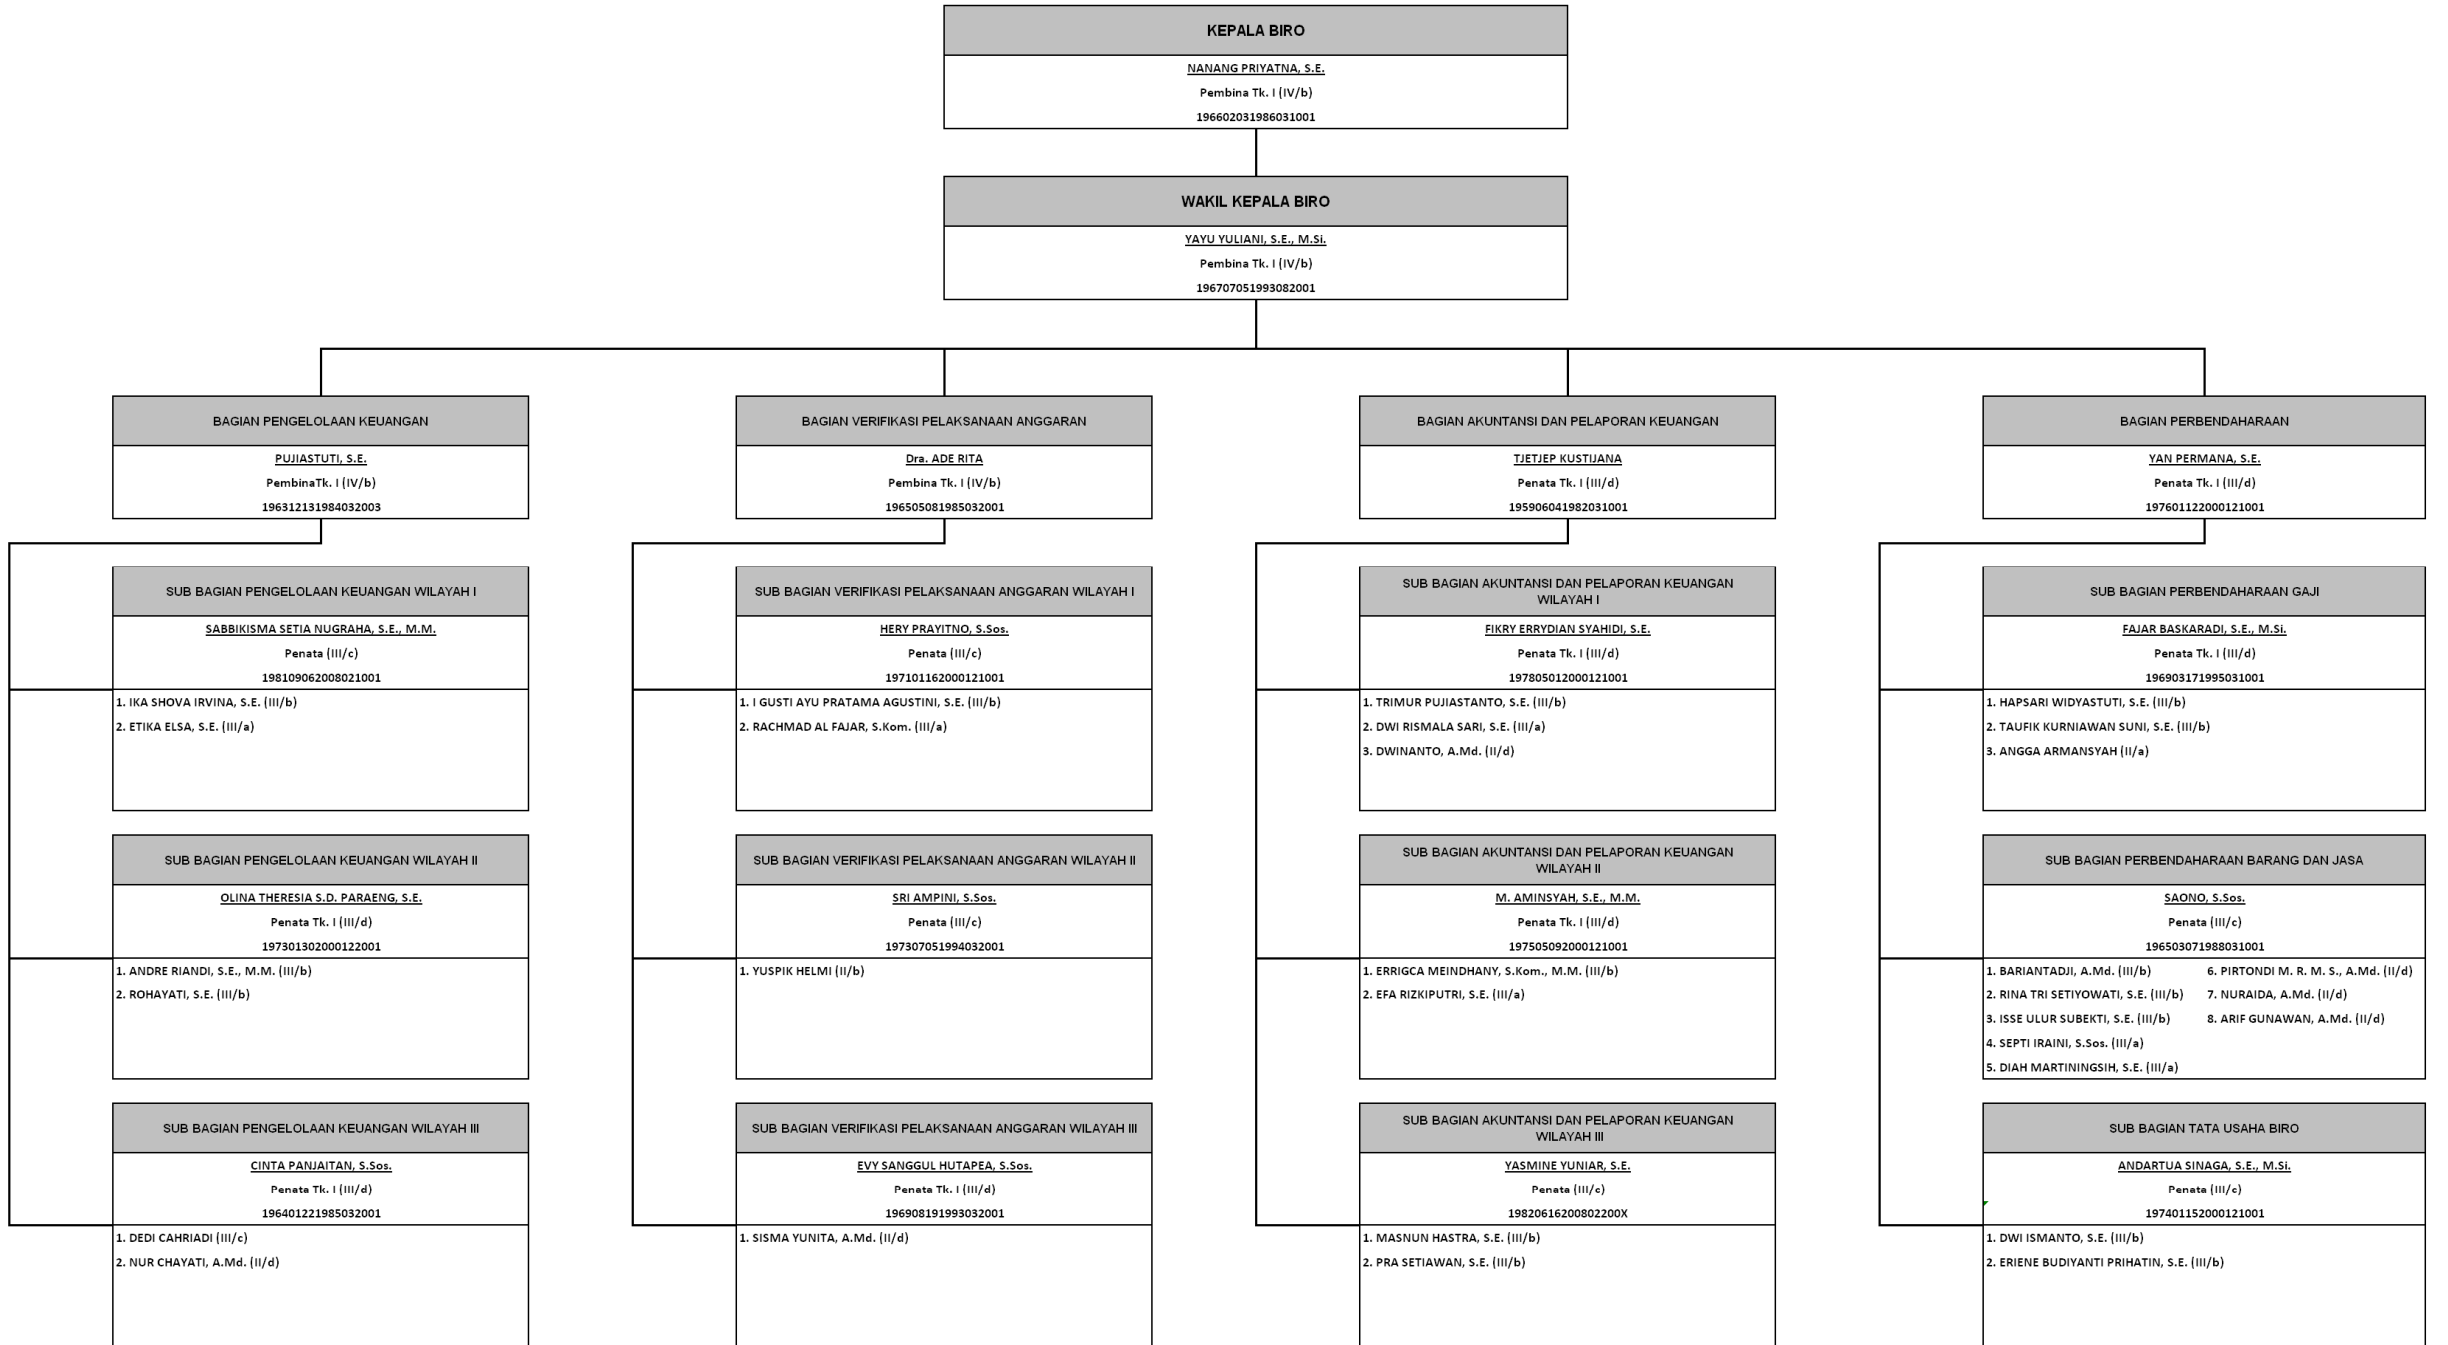 KEPALA BIRO
NANANG PRIYATNA, S.E.
Pembina Tk. I (IV/b)
196602031986031001
WAKIL KEPALA BIRO
YAYU YULIANI, S.E., M.Si.
Pembina Tk. I (IV/b)
196707051993082001
BAGIAN PENGELOLAAN KEUANGAN
PUJIASTUTI, S.E.
PembinaTk. I (IV/b)
196312131984032003
SUB BAGIAN PENGELOLAAN KEUANGAN WILAYAH I
SABBIKISMA SETIA NUGRAHA, S.E., M.M.
Penata (III/c)
198109062008021001
1. IKA SHOVA IRVINA, S.E. (III/b)
2. ETIKA ELSA, S.E. (III/a)
SUB BAGIAN PENGELOLAAN KEUANGAN WILAYAH II
OLINA THERESIA S.D. PARAENG, S.E.
Penata Tk. I (III/d)
197301302000122001
1. ANDRE RIANDI, S.E., M.M. (III/b)
2. ROHAYATI, S.E. (III/b)
SUB BAGIAN PENGELOLAAN KEUANGAN WILAYAH III
CINTA PANJAITAN, S.Sos.
Penata Tk. I (III/d)
196401221985032001
1. DEDI CAHRIADI (III/c)
2. NUR CHAYATI, A.Md. (II/d)
BAGIAN VERIFIKASI PELAKSANAAN ANGGARAN
Dra. ADE RITA
Pembina Tk. I (IV/b)
196505081985032001
SUB BAGIAN VERIFIKASI PELAKSANAAN ANGGARAN WILAYAH I
HERY PRAYITNO, S.Sos.
Penata (III/c)
197101162000121001
1. I GUSTI AYU PRATAMA AGUSTINI, S.E. (III/b)
2. RACHMAD AL FAJAR, S.Kom. (III/a)
SUB BAGIAN VERIFIKASI PELAKSANAAN ANGGARAN WILAYAH II
SRI AMPINI, S.Sos.
Penata (III/c)
197307051994032001
1. YUSPIK HELMI (II/b)
SUB BAGIAN VERIFIKASI PELAKSANAAN ANGGARAN WILAYAH III
EVY SANGGUL HUTAPEA, S.Sos.
Penata Tk. I (III/d)
196908191993032001
1. SISMA YUNITA, A.Md. (II/d)
BAGIAN AKUNTANSI DAN PELAPORAN KEUANGAN
TJETJEP KUSTIJANA
Penata Tk. I (III/d)
195906041982031001
SUB BAGIAN AKUNTANSI DAN PELAPORAN KEUANGAN
WILAYAH I
FIKRY ERRYDIAN SYAHIDI, S.E.
Penata Tk. I (III/d)
197805012000121001
1. TRIMUR PUJIASTANTO, S.E. (III/b)
2. DWI RISMALA SARI, S.E. (III/a)
3. DWINANTO, A.Md. (II/d)
SUB BAGIAN AKUNTANSI DAN PELAPORAN KEUANGAN
WILAYAH II
M. AMINSYAH, S.E., M.M.
Penata Tk. I (III/d)
197505092000121001
1. ERRIGCA MEINDHANY, S.Kom., M.M. (III/b)
2. EFA RIZKIPUTRI, S.E. (III/a)
SUB BAGIAN AKUNTANSI DAN PELAPORAN KEUANGAN
WILAYAH III
YASMINE YUNIAR, S.E.
Penata (III/c)
19820616200802200X
1. MASNUN HASTRA, S.E. (III/b)
2. PRA SETIAWAN, S.E. (III/b)
BAGIAN PERBENDAHARAAN
YAN PERMANA, S.E.
Penata Tk. I (III/d)
197601122000121001
SUB BAGIAN PERBENDAHARAAN GAJI
FAJAR BASKARADI, S.E., M.Si.
Penata Tk. I (III/d)
196903171995031001
1. HAPSARI WIDYASTUTI, S.E. (III/b)
2. TAUFIK KURNIAWAN SUNI, S.E. (III/b)
3. ANGGA ARMANSYAH (II/a)
SUB BAGIAN PERBENDAHARAAN BARANG DAN JASA
SAONO, S.Sos.
Penata (III/c)
196503071988031001
1. BARIANTADJI, A.Md. (III/b)
2. RINA TRI SETIYOWATI, S.E. (III/b)
3. ISSE ULUR SUBEKTI, S.E. (III/b)
4. SEPTI IRAINI, S.Sos. (III/a)
5. DIAH MARTININGSIH, S.E. (III/a)
6. PIRTONDI M. R. M. S., A.Md. (II/d)
7. NURAIDA, A.Md. (II/d)
8. ARIF GUNAWAN, A.Md. (II/d)
SUB BAGIAN TATA USAHA BIRO
ANDARTUA SINAGA, S.E., M.Si.
Penata (III/c)
197401152000121001
1. DWI ISMANTO, S.E. (III/b)
2. ERIENE BUDIYANTI PRIHATIN, S.E. (III/b)